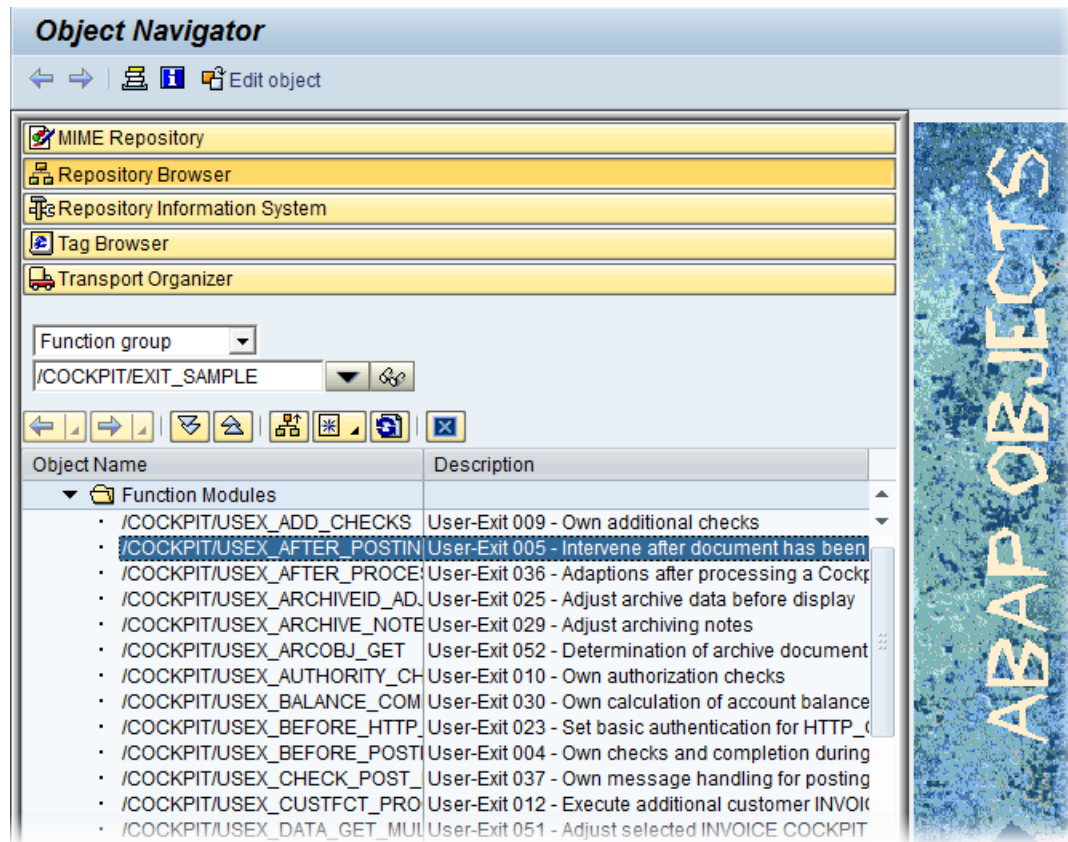 Object Navigator
Edit object
MIME Repository
Repository Browser
Repository Information System
Tag Browser
Transport Organizer
Function group
/COCKPIT/EXIT_SAMPLE
Object Name Description
Function Modules
/COCKPIT/USEX_ADD_CHECKS User-Exit 009 - Own additional checks
/COCKPIT/USEX_AFTER_POSTIN User-Exit 005 - Intervene after document has been
/COCKPIT/USEX_AFTER_PROCE User-Exit 036 - Adaptions after processing a Cockp
/COCKPIT/USEX_ARCHIVEID_ADJ User-Exit 025 - Adjust archive data before display
/COCKPIT/USEX_ARCHIVE_NOTE User-Exit 029 - Adjust archiving notes
/COCKPIT/USEX_ARCOBJ_GET User-Exit 052 - Determination of archive document
/COCKPIT/USEX_AUTHORITY_CH User-Exit 010 - Own authorization checks
/COCKPIT/USEX_BALANCE_COM User-Exit 030 - Own calculation of account balance
/COCKPIT/USEX_BEFORE_HTTP_ User-Exit 023 - Set basic authentication for HTTP_
/COCKPIT/USEX_BEFORE_POSTI User-Exit 004 - Own checks and completion during
/COCKPIT/USEX_CHECK_POST_ User-Exit 037 - Own message handling for posting
/COCKPIT/USEX_CUSTFCT_PRO User-Exit 012 - Execute additional customer INVOI
/COCKPIT/USEX_DATA_GET_MUL User-Exit 051 - Adjust selected INVOICE COCKPIT
ABAP OBJECTS